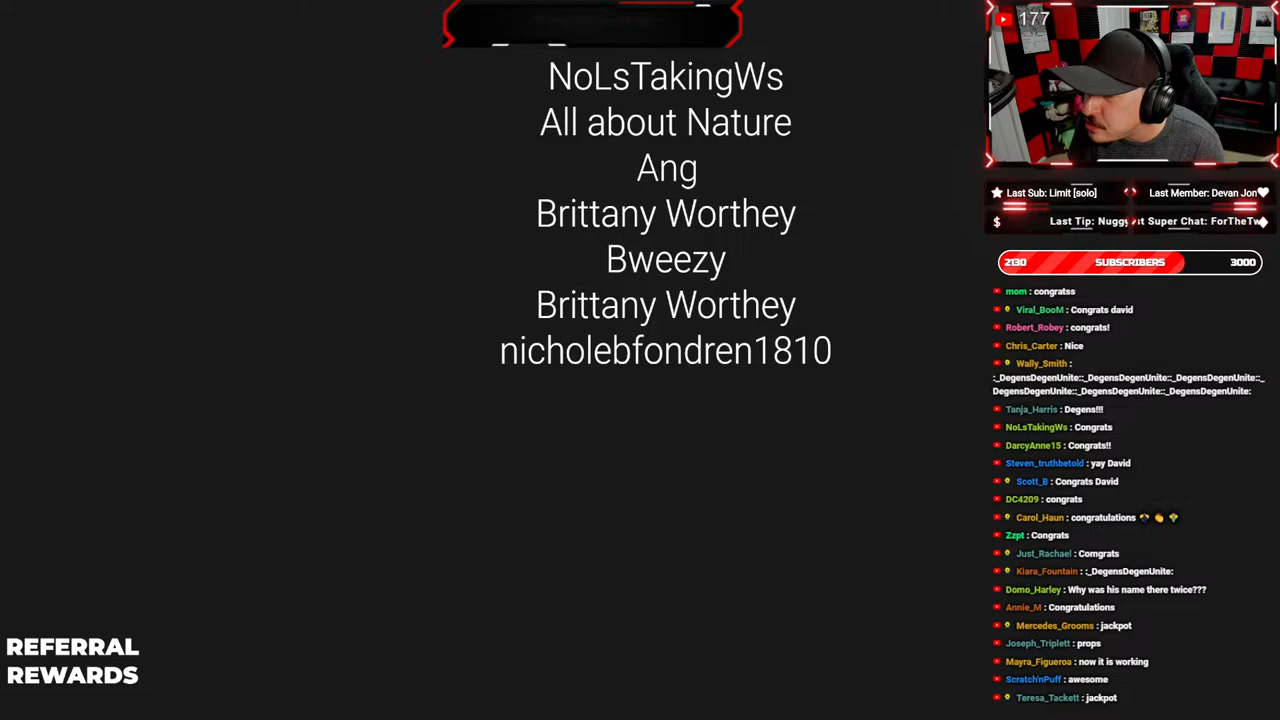 177
NoLsTakingWs
All about Nature
Ang
Brittany Worthey
Bweezy
Brittany Worthey
nicholebfondren1810
Last Sub: Limit [solo]
Last Member: Devan Jon
$ Last Tip: Nugg
st Super Chat: ForTheTw
2130 SUBSCRIBERS 3000
mom : congratss
Viral_BooM : Congrats david
Robert_Robey : congrats!
Chris_Carter : Nice
Wally_Smith :
:_DegensDegenUnite::_DegensDegenUnite::_DegensDegenUnite::_
DegensDegenUnite::_DegensDegenUnite::_DegensDegenUnite:
Tanja_Harris : Degens!!!
NoLsTakingWs : Congrats
DarcyAnne15 : Congrats!!
Steven_truthbetold : yay David
Scott_B : Congrats David
DC4209 : congrats
Carol_Haun : congratulations
Zzpt : Congrats
Just_Rachael : Comgrats
Kiara_Fountain : :_DegensDegenUnite:
Domo_Harley : Why was his name there twice???
Annie_M : Congratulations
Mercedes_Grooms : jackpot
Joseph_Triplett : props
Mayra_Figueroa : now it is working
Scratch'nPuff : awesome
Teresa_Tackett : jackpot
REFERRAL
REWARDS